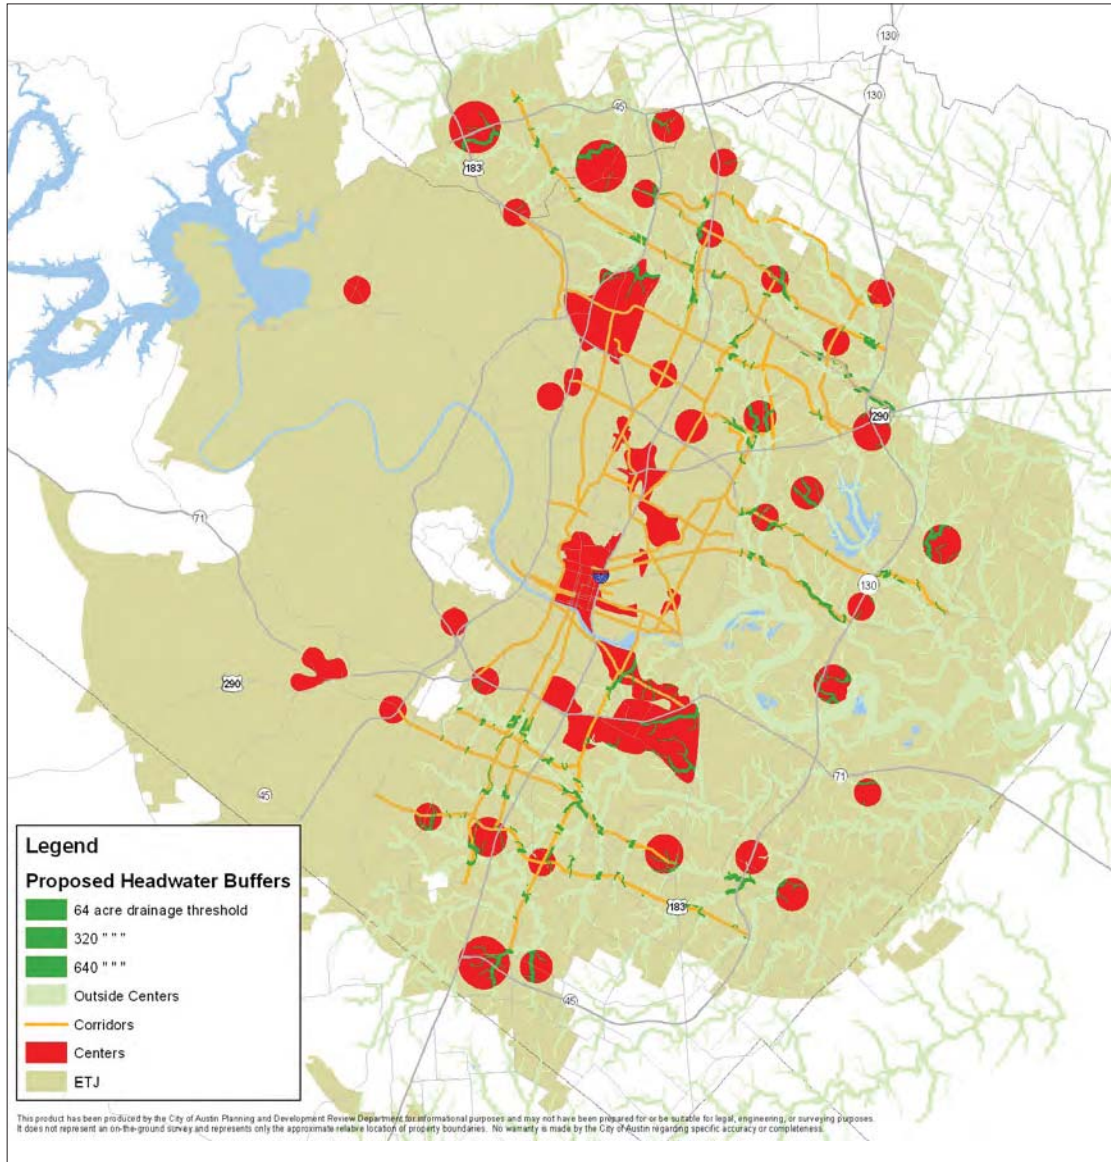 130
45
130
183
290
71
35
130
290
71
45
183
45
Legend
Proposed Headwater Buffers
64 acre drainage threshold
320 " " "
640 " " "
Outside Centers
Corridors
Centers
ETJ
This product has been produced by the City of Austin Planning and Development Review Department for informational purposes and may not have been prepared for or be suitable for legal, engineering, or surveying purposes.
It does not represent an on-the-ground survey and represents only the approximate relative location of property boundaries. No warranty is made by the City of Austin regarding specific accuracy or completeness.